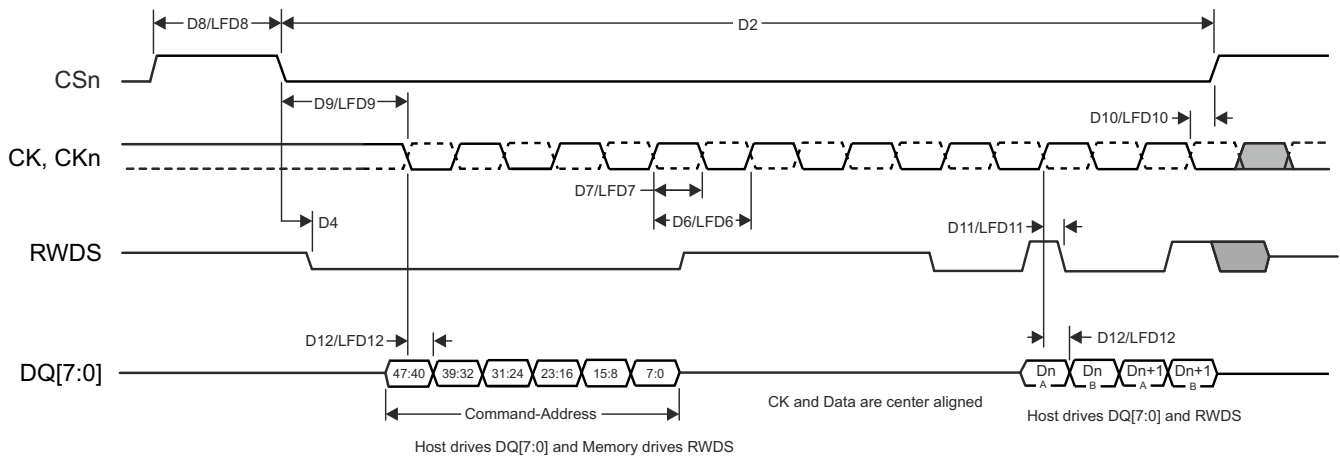 D8/LFD8
D2
CSn
D9/LFD9
D10/LFD10
CK, CKn
D7/LFD7
D4
D6/LFD6
D11/LFD11
RWDS
D12/LFD12
D12/LFD12
DQ[7:0]
47:40 39:32 31:24 23:16 15:8 7:0
Dn A Dn B Dn+1 A Dn+1 B
Command-Address
CK and Data are center aligned
Host drives DQ[7:0] and RWDS
Host drives DQ[7:0] and Memory drives RWDS